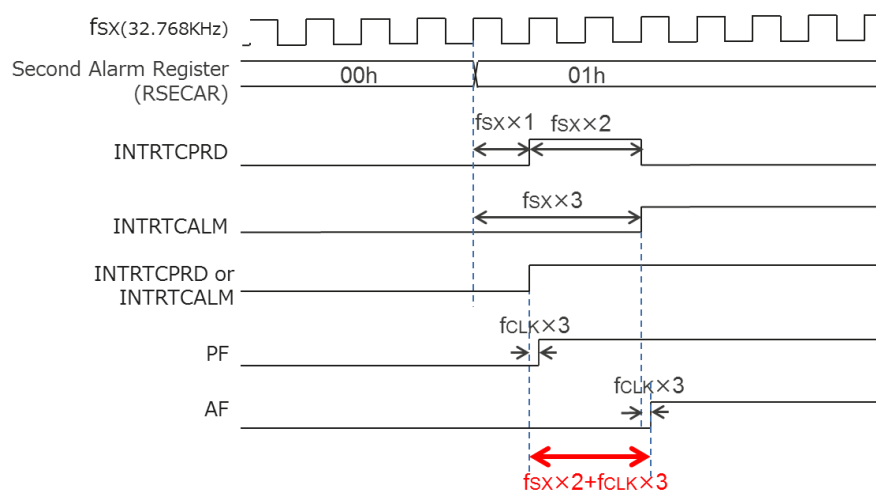 fSX(32.768KHz)
Second Alarm Register
(RSECAR)
00h
01h
fSX×1
fSX×2
INTRTCPRD
fSX×3
INTRTCALM
INTRTCPRD or
INTRTCALM
fCLK×3
PF
fCLK×3
AF
fSX×2+fCLK×3